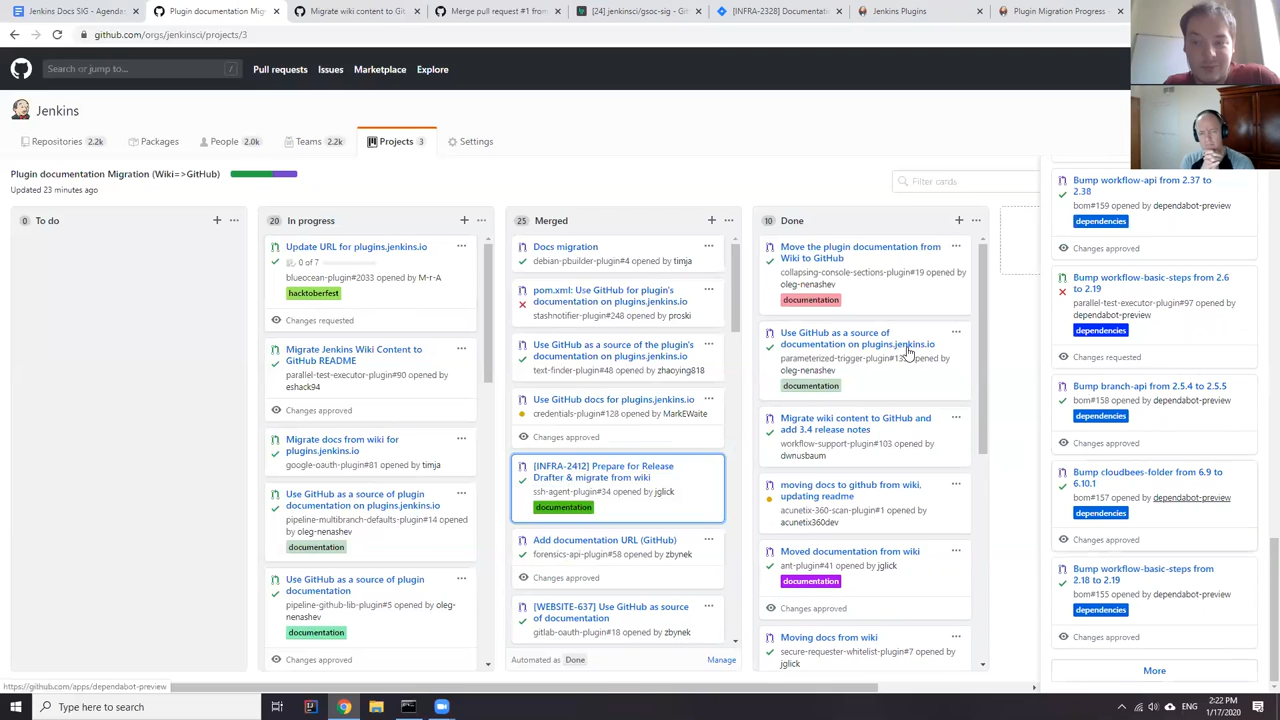 Jenkins Docs SIG - Agendas
Plugin documentation Mig
Migrate wiki content to G
Merge pull request #1 from
[24] jenkinsci/gsoc-sig - Git
[INFRA-2328] Documenta
Jenkins Plugins
Plugin Migration Progress
github.com/orgs/jenkinsci/projects/3
Search or jump to...
/
Pull requests
Issues
Marketplace
Explore
Jenkins
Repositories 2.2k
Packages
People 2.0k
Teams 2.2k
Projects 3
Settings
Plugin documentation Migration (Wiki=>GitHub)
Updated 23 minutes ago
Filter cards
0 To do
20 In progress
Update URL for plugins.jenkins.io
0 of 7
blueocean-plugin#2033 opened by M-r-A
hacktoberfest
Changes requested
Migrate Jenkins Wiki Content to
GitHub README
parallel-test-executor-plugin#90 opened by
eshack94
Changes approved
Migrate docs from wiki for
plugins.jenkins.io
google-oauth-plugin#81 opened by timja
Use GitHub as a source of plugin
documentation on plugins.jenkins.io
pipeline-multibranch-defaults-plugin#14 opened
by oleg-nenashev
documentation
Use GitHub as a source of plugin
documentation
pipeline-github-lib-plugin#5 opened by oleg-
nenashev
documentation
Changes approved
25 Merged
Docs migration
debian-pbuilder-plugin#4 opened by timja
pom.xml: Use GitHub for plugin's
documentation on plugins.jenkins.io
stashnotifier-plugin#248 opened by proski
Use GitHub as a source of the plugin's
documentation on plugins.jenkins.io
text-finder-plugin#48 opened by zhaoying818
Use GitHub docs for plugins.jenkins.io
credentials-plugin#128 opened by MarkEWaite
Changes approved
[INFRA-2412] Prepare for Release
Drafter & migrate from wiki
ssh-agent-plugin#34 opened by jglick
documentation
Add documentation URL (GitHub)
forensics-api-plugin#58 opened by zbynek
Changes approved
[WEBSITE-637] Use GitHub as source
of documentation
gitlab-oauth-plugin#18 opened by zbynek
Automated as Done
Manage
10 Done
Move the plugin documentation from
Wiki to GitHub
collapsing-console-sections-plugin#19 opened by
oleg-nenashev
documentation
Use GitHub as a source of
documentation on plugins.jenkins.io
parameterized-trigger-plugin#13 opened by
oleg-nenashev
documentation
Migrate wiki content to GitHub and
add 3.4 release notes
workflow-support-plugin#103 opened by
dwnusbaum
moving docs to github from wiki,
updating readme
acunetix-360-scan-plugin#1 opened by
acunetix360dev
Moved documentation from wiki
ant-plugin#41 opened by jglick
documentation
Changes approved
Moving docs from wiki
secure-requester-whitelist-plugin#7 opened by
jglick
Bump workflow-api from 2.37 to
2.38
bom#159 opened by dependabot-preview
dependencies
Changes approved
Bump workflow-basic-steps from 2.6
to 2.19
parallel-test-executor-plugin#97 opened by
dependabot-preview
dependencies
Changes requested
Bump branch-api from 2.5.4 to 2.5.5
bom#158 opened by dependabot-preview
dependencies
Changes approved
Bump cloudbees-folder from 6.9 to
6.10.1
bom#157 opened by dependabot-preview
dependencies
Changes approved
Bump workflow-basic-steps from
2.18 to 2.19
bom#155 opened by dependabot-preview
dependencies
Changes approved
More
https://github.com/apps/dependabot-preview
Type here to search
ENG
2:22 PM
1/17/2020